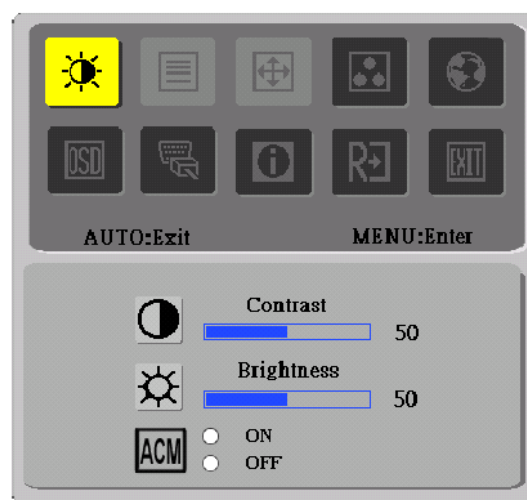 OSD
R
EXIT
AUTO:Exit MENU:Enter
Contrast
50
Brightness
50
ACM ON
OFF